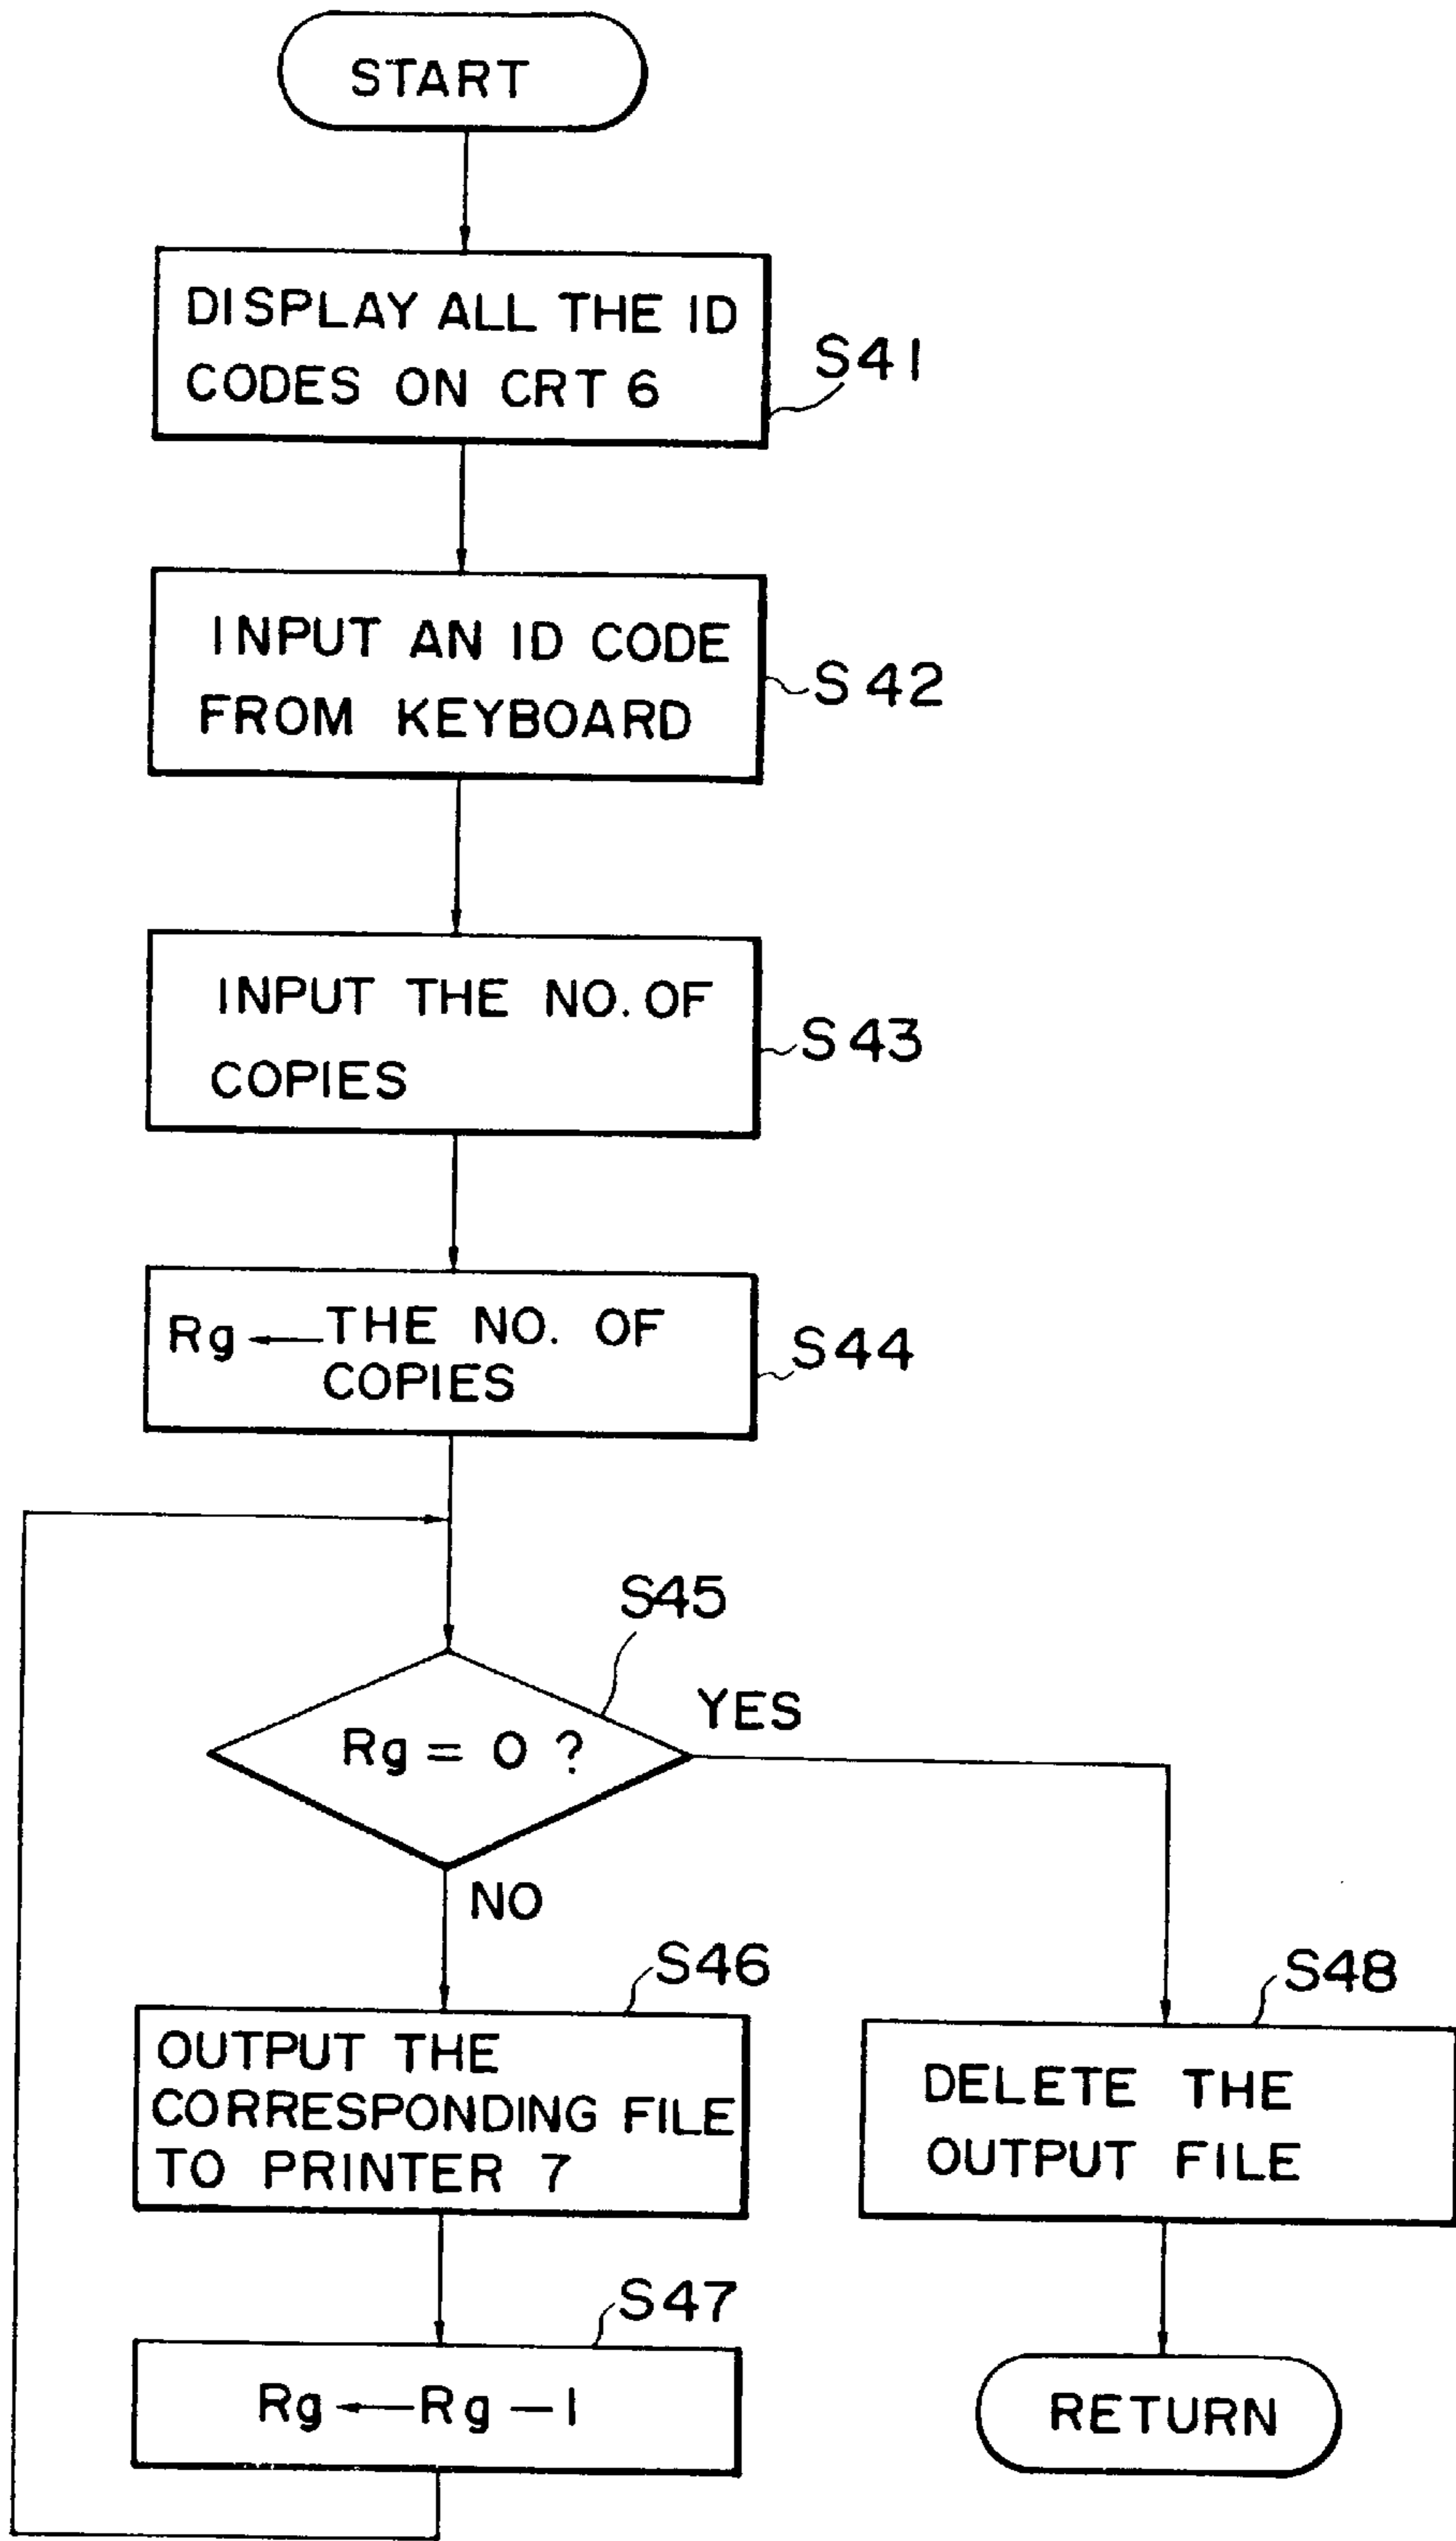 START
DISPLAY ALL THE ID
CODES ON CRT 6
S41
INPUT AN ID CODE
FROM KEYBOARD
S42
INPUT THE NO. OF
COPIES
S43
Rg ← THE NO. OF
COPIES
S44
S45
Rg = 0 ?
YES
NO
S46
OUTPUT THE
CORRESPONDING FILE
TO PRINTER 7
S48
DELETE THE
OUTPUT FILE
S47
Rg ← Rg - 1
RETURN